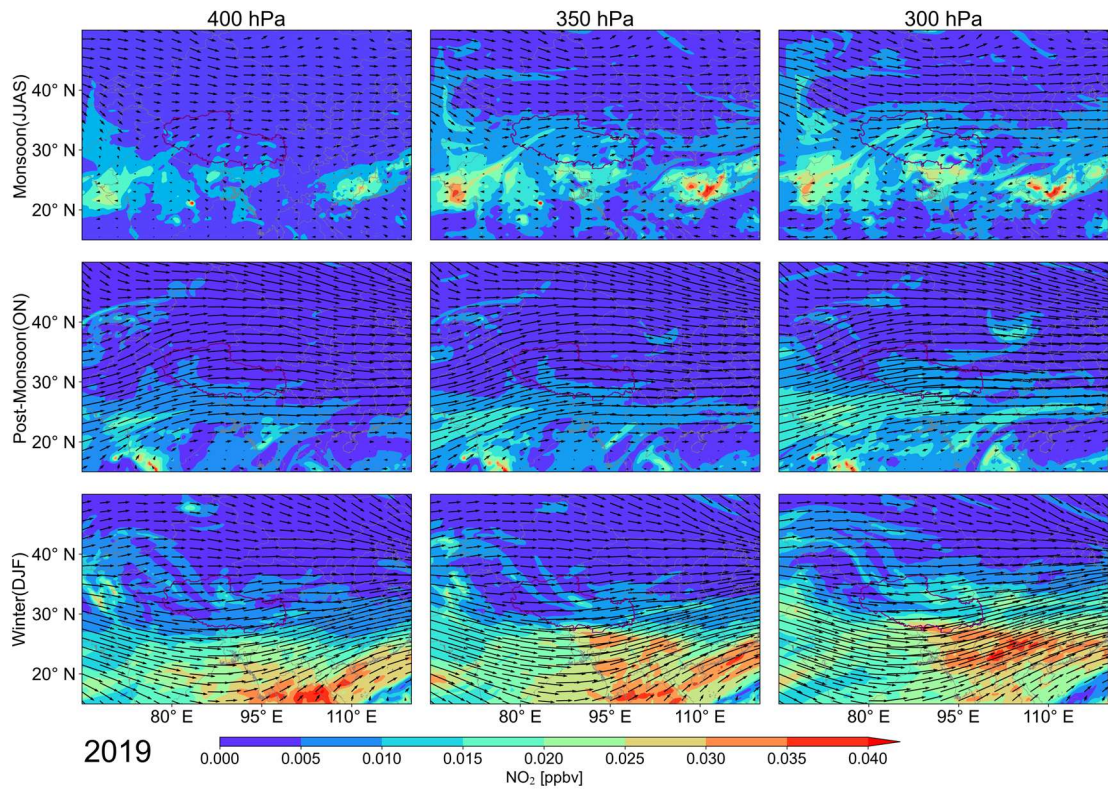 400 hPa 350 hPa 300 hPa
Monsoon(JJAS)
40° N
30° N
20° N
Post-Monsoon(ON)
40° N
30° N
20° N
Winter(DJF)
40° N
30° N
20° N
80° E 95° E 110° E 80° E 95° E 110° E 80° E 95° E 110° E
2019
0.000 0.005 0.010 0.015 0.020 0.025 0.030 0.035 0.040
NO₂ [ppbv]